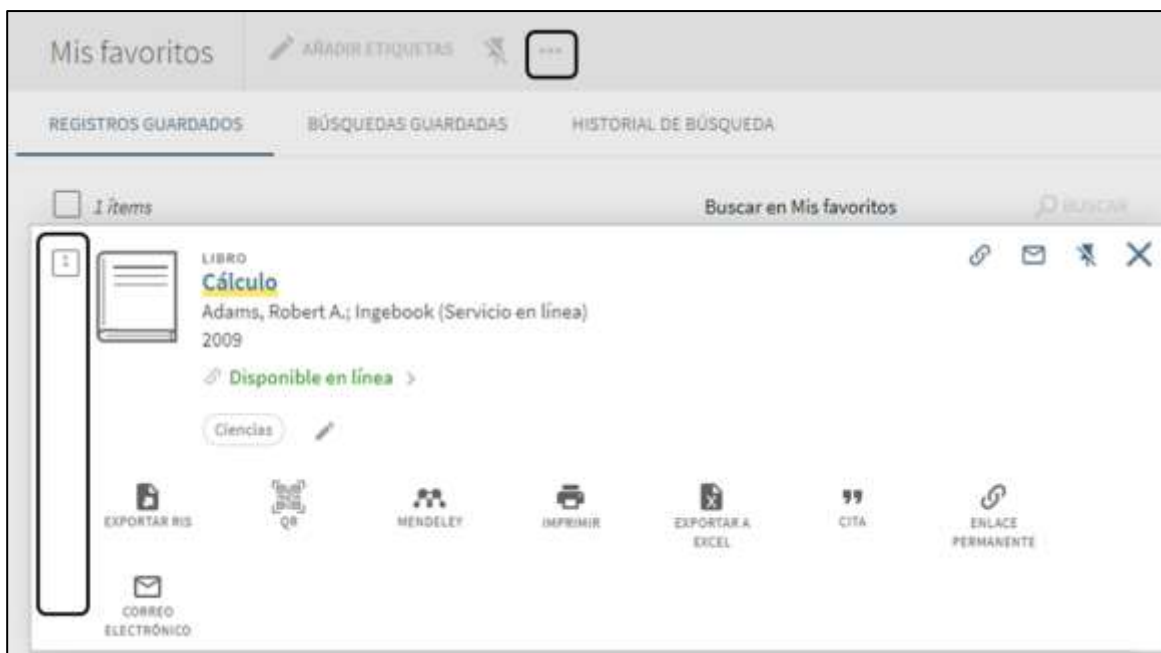 Mis favoritos AÑADIR ETIQUETAS
REGISTROS GUARDADOS BÚSQUEDAS GUARDADAS HISTORIAL DE BÚSQUEDA
1 ítems Buscar en Mis favoritos BUSCAR
1
LIBRO
Cálculo
Adams, Robert A.; Ingebook (Servicio en línea)
2009
Disponible en línea >
Ciencias
EXPORTAR RIS QR MENDELEY IMPRIMIR EXPORTAR A EXCEL CITA ENLACE PERMANENTE
CORREO
ELECTRÓNICO